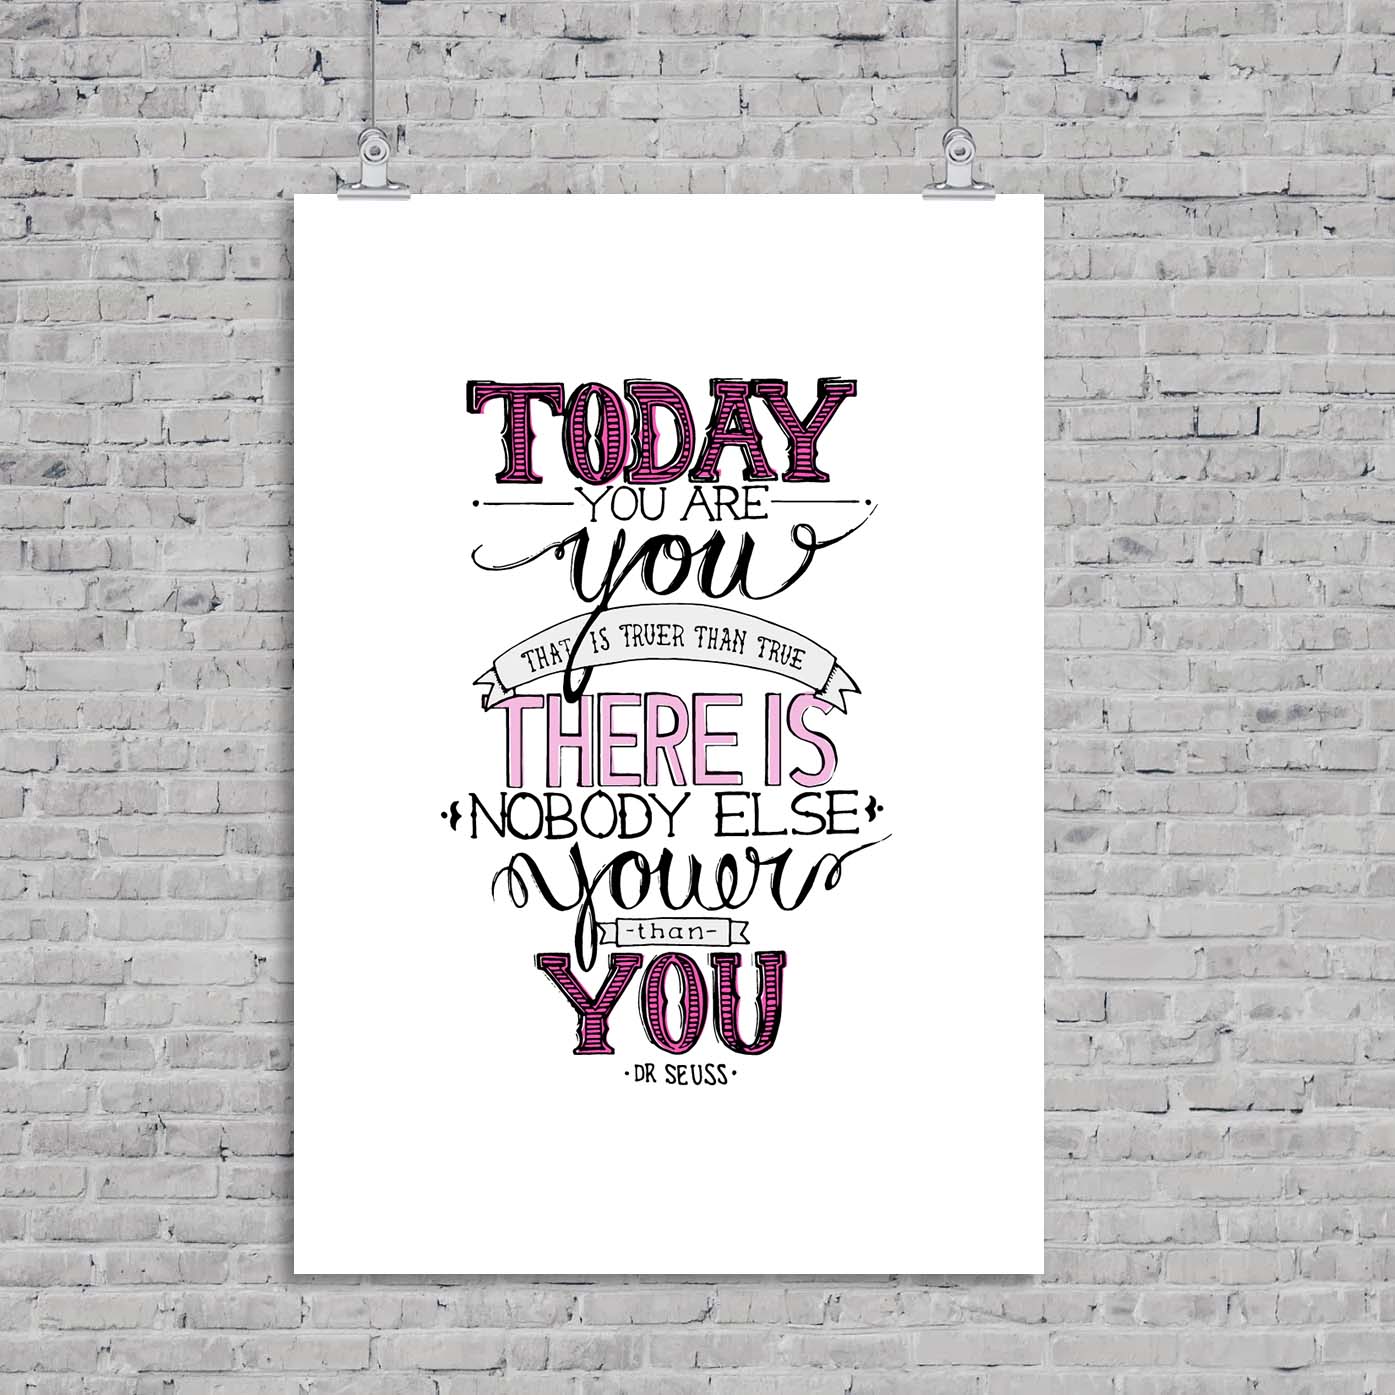 TODAY
YOU ARE
you
THAT IS TRUER THAN TRUE
THERE IS
NOBODY ELSE
youer
-than-
YOU
·DR SEUSS·